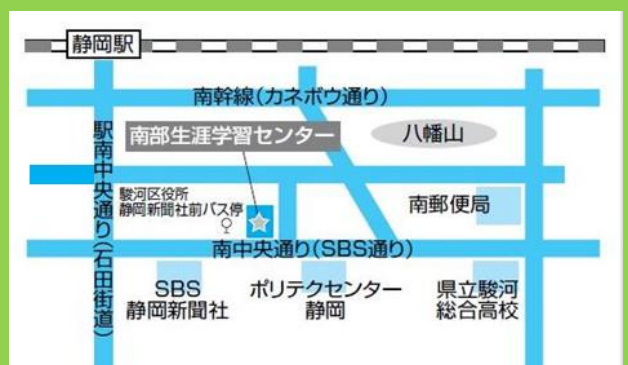 静岡駅
南幹線(カネボウ通り)
南部生涯学習センター
八幡山
駅南中央通り(石田街道)
駿河区役所
静岡新聞社前バス停
南郵便局
南中央通り(SBS通り)
SBS
静岡新聞社
ポリテクセンター
静岡
県立駿河
総合高校